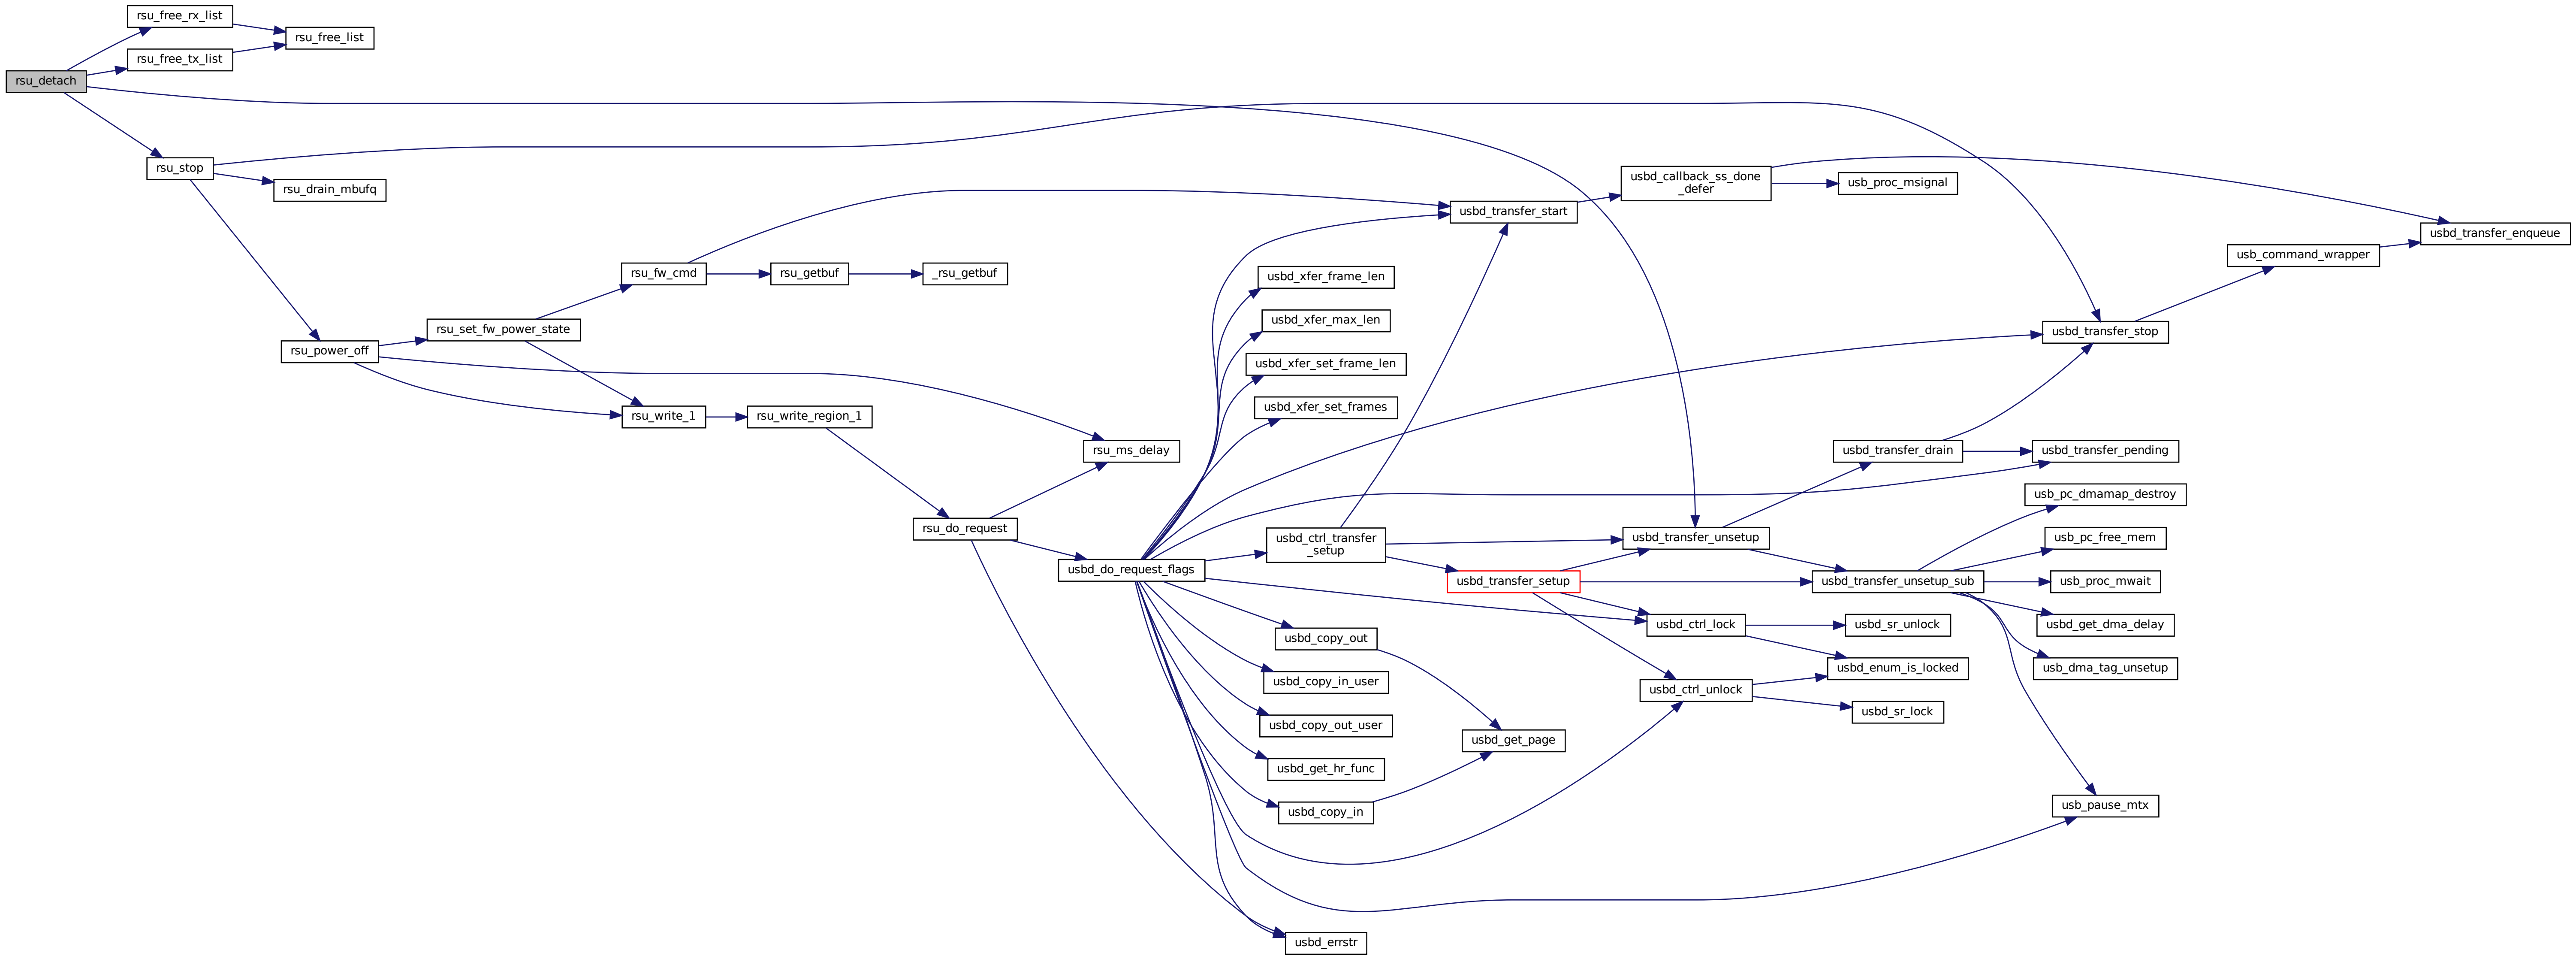 rsu_detach
rsu_free_rx_list
rsu_free_tx_list
rsu_free_list
rsu_stop
rsu_drain_mbufq
rsu_power_off
rsu_set_fw_power_state
rsu_fw_cmd
rsu_getbuf
_rsu_getbuf
rsu_write_1
rsu_write_region_1
rsu_do_request
rsu_ms_delay
usbd_do_request_flags
usbd_xfer_frame_len
usbd_xfer_max_len
usbd_xfer_set_frame_len
usbd_xfer_set_frames
usbd_ctrl_transfer
_setup
usbd_copy_out
usbd_copy_in_user
usbd_copy_out_user
usbd_get_hr_func
usbd_copy_in
usbd_errstr
usbd_transfer_start
usbd_transfer_setup
usbd_get_page
usbd_callback_ss_done
_defer
usbd_transfer_unsetup
usbd_ctrl_lock
usbd_ctrl_unlock
usb_proc_msignal
usbd_transfer_drain
usbd_transfer_unsetup_sub
usbd_sr_unlock
usbd_enum_is_locked
usbd_sr_lock
usbd_transfer_stop
usbd_transfer_pending
usb_pc_dmamap_destroy
usb_pc_free_mem
usb_proc_mwait
usbd_get_dma_delay
usb_dma_tag_unsetup
usb_pause_mtx
usb_command_wrapper
usbd_transfer_enqueue